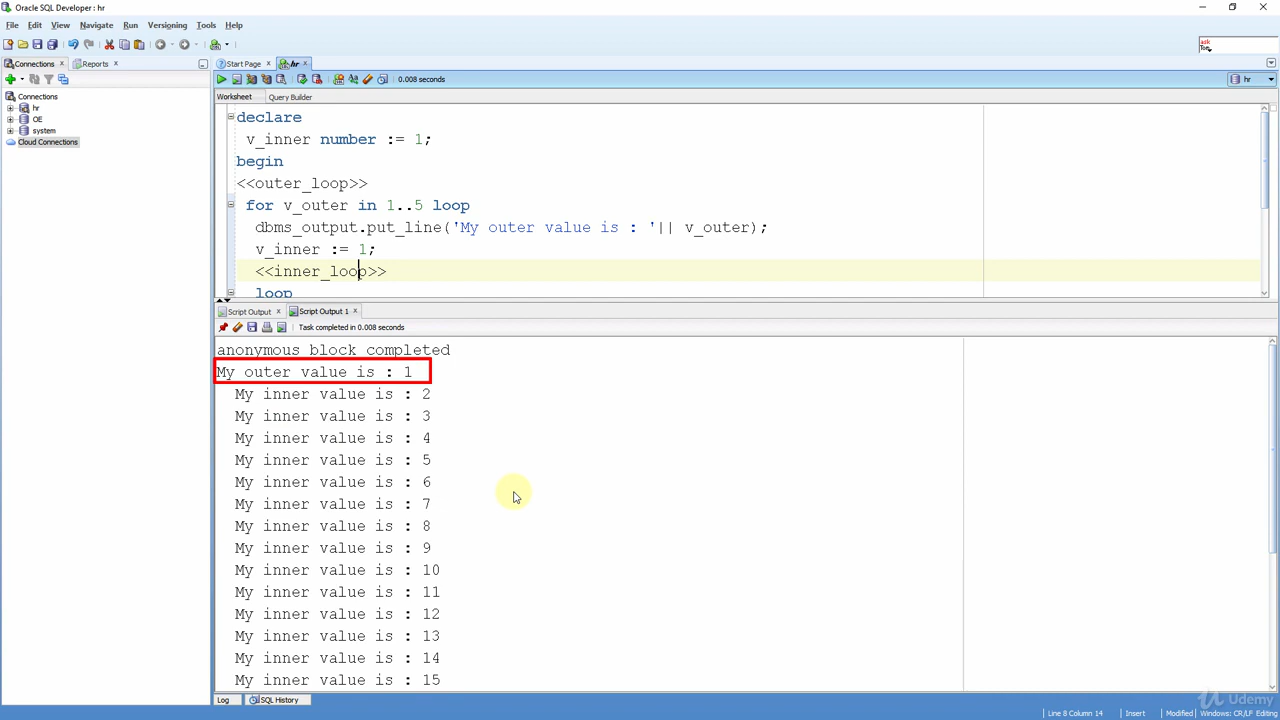 Oracle SQL Developer : hr
File Edit View Navigate Run Versioning Tools Help
Connections Reports
Start Page hr
0.008 seconds
hr
Worksheet Query Builder
Connections
hr
OE
system
Cloud Connections
declare
v_inner number := 1;
begin
<<outer_loop>>
for v_outer in 1..5 loop
dbms_output.put_line('My outer value is : '|| v_outer);
v_inner := 1;
<<inner_loop>>
loop
Script Output Script Output 1
Task completed in 0.008 seconds
anonymous block completed
My outer value is : 1
My inner value is : 2
My inner value is : 3
My inner value is : 4
My inner value is : 5
My inner value is : 6
My inner value is : 7
My inner value is : 8
My inner value is : 9
My inner value is : 10
My inner value is : 11
My inner value is : 12
My inner value is : 13
My inner value is : 14
My inner value is : 15
Log SQL History
Udemy
Line 8 Column 14 Insert Modified Windows: CR/LF Editing